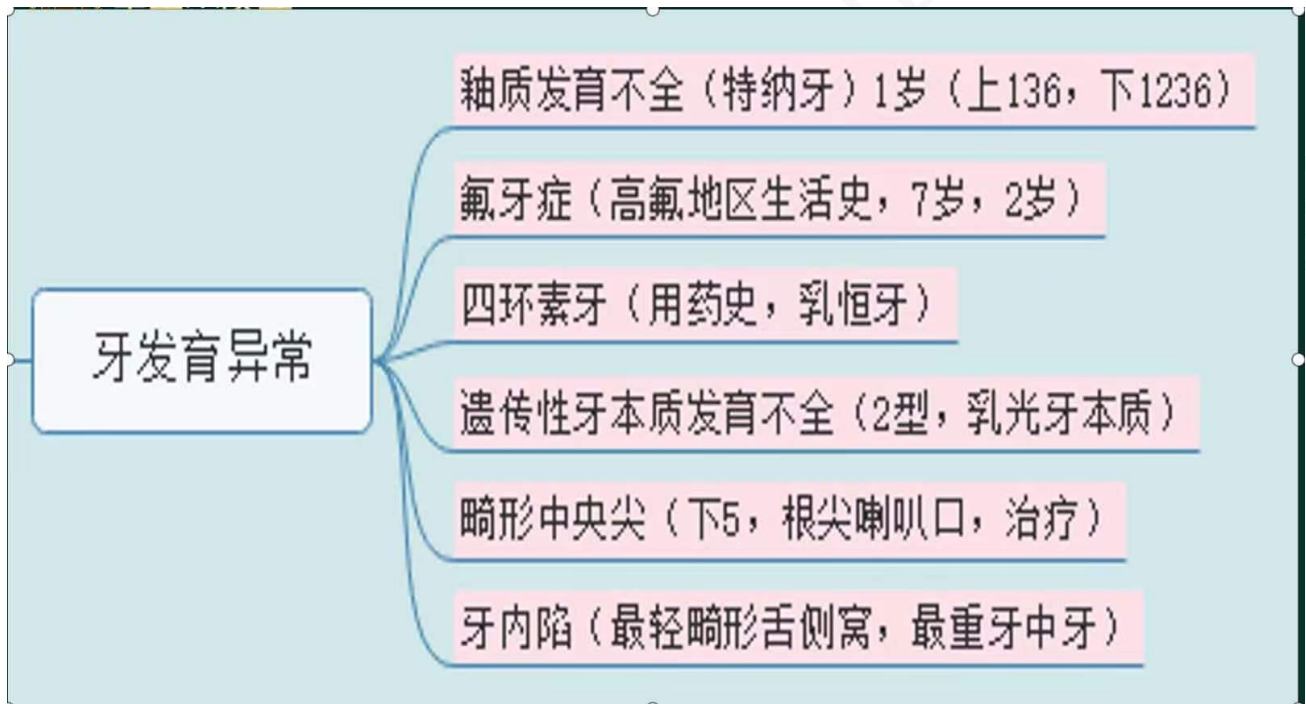 釉质发育不全（特纳牙）1岁（上136，下1236）
氟牙症（高氟地区生活史，7岁，2岁）
四环素牙（用药史，乳恒牙）
牙发育异常
遗传性牙本质发育不全（2型，乳光牙本质）
畸形中央尖（下5，根尖喇叭口，治疗）
牙内陷（最轻畸形舌侧窝，最重牙中牙）